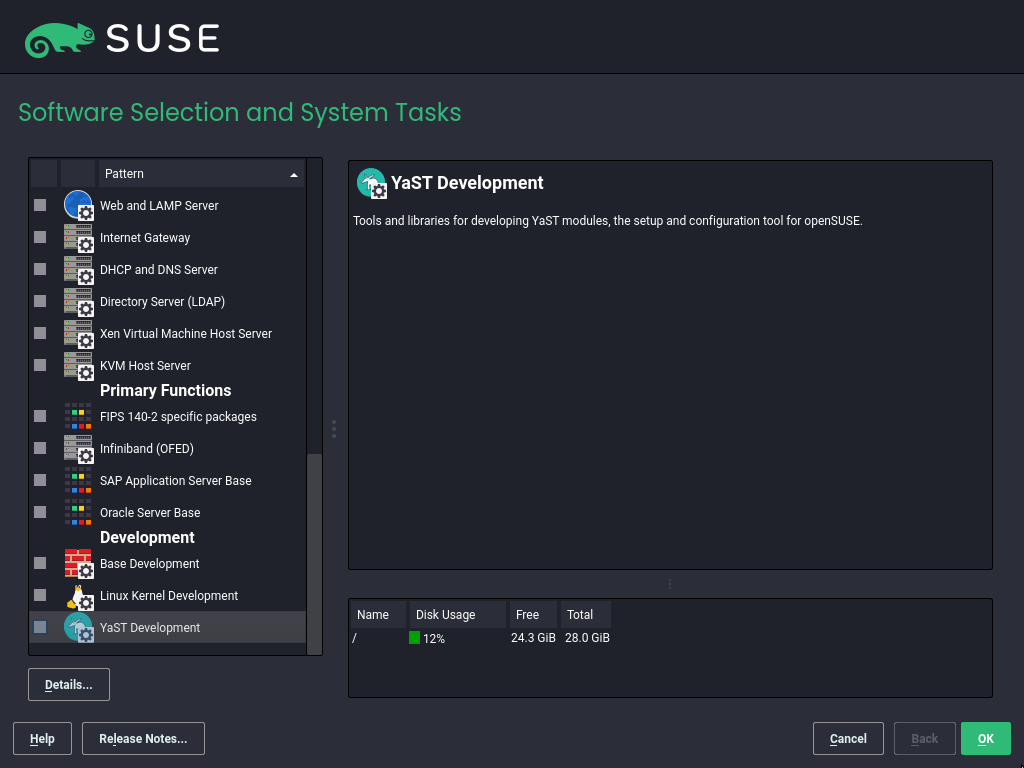 SUSE
Software Selection and System Tasks
Pattern
Web and LAMP Server
Internet Gateway
DHCP and DNS Server
Directory Server (LDAP)
Xen Virtual Machine Host Server
KVM Host Server
Primary Functions
FIPS 140-2 specific packages
Infiniband (OFED)
SAP Application Server Base
Oracle Server Base
Development
Base Development
Linux Kernel Development
YaST Development
Details...
YaST Development
Tools and libraries for developing YaST modules, the setup and configuration tool for openSUSE.
Name Disk Usage Free Total
/ 12% 24.3 GiB 28.0 GiB
Help Release Notes... Cancel Back OK